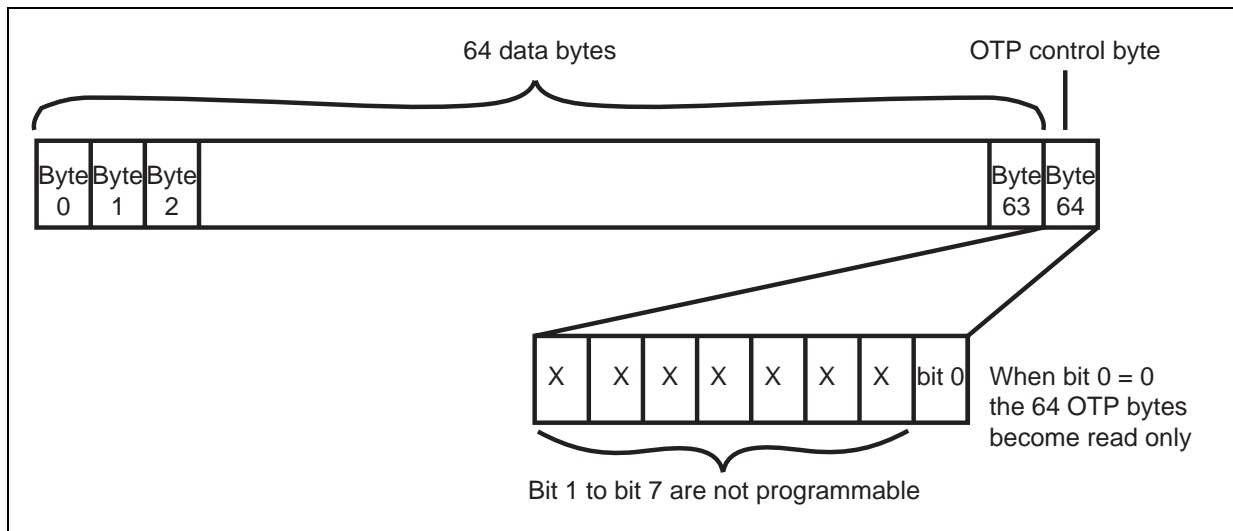 64 data bytes
OTP control byte
Byte 0
Byte 1
Byte 2
Byte 63
Byte 64
X X X X X X X bit 0
When bit 0 = 0
the 64 OTP bytes
become read only
Bit 1 to bit 7 are not programmable